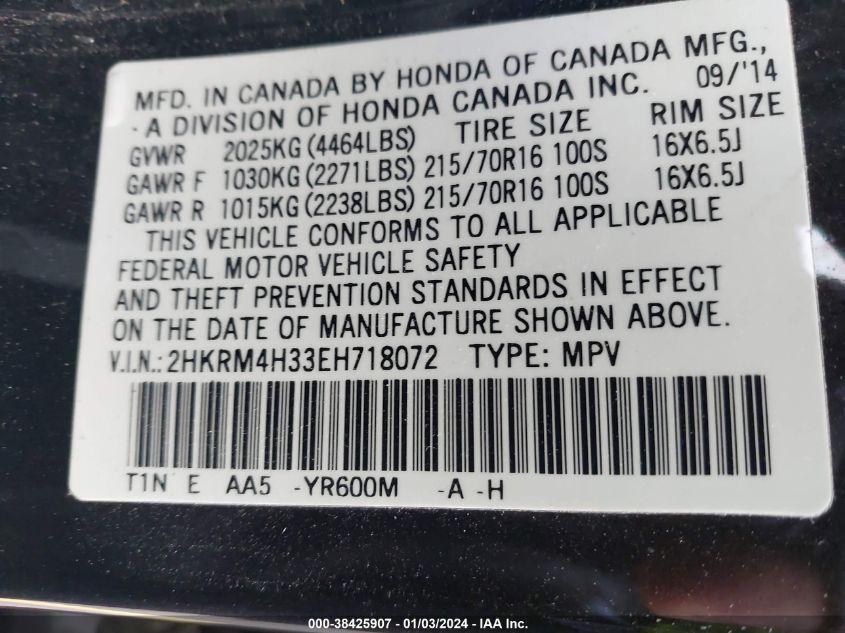 MFD. IN CANADA BY HONDA OF CANADA MFG.,
- A DIVISION OF HONDA CANADA INC. 09/'14
GVWR 2025KG (4464LBS) TIRE SIZE RIM SIZE
GAWR F 1030KG (2271LBS) 215/70R16 100S 16X6.5J
GAWR R 1015KG (2238LBS) 215/70R16 100S 16X6.5J
THIS VEHICLE CONFORMS TO ALL APPLICABLE
FEDERAL MOTOR VEHICLE SAFETY
AND THEFT PREVENTION STANDARDS IN EFFECT
ON THE DATE OF MANUFACTURE SHOWN ABOVE.
V.I.N.: 2HKRM4H33EH718072 TYPE: MPV
T1N E AA5 -YR600M -A -H
000-38425907 - 01/03/2024 - IAA Inc.